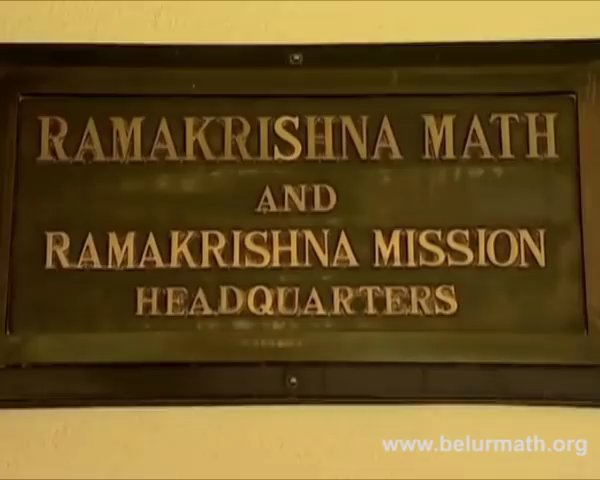 RAMAKRISHNA MATH
AND
RAMAKRISHNA MISSION
HEADQUARTERS
www.belurmath.org